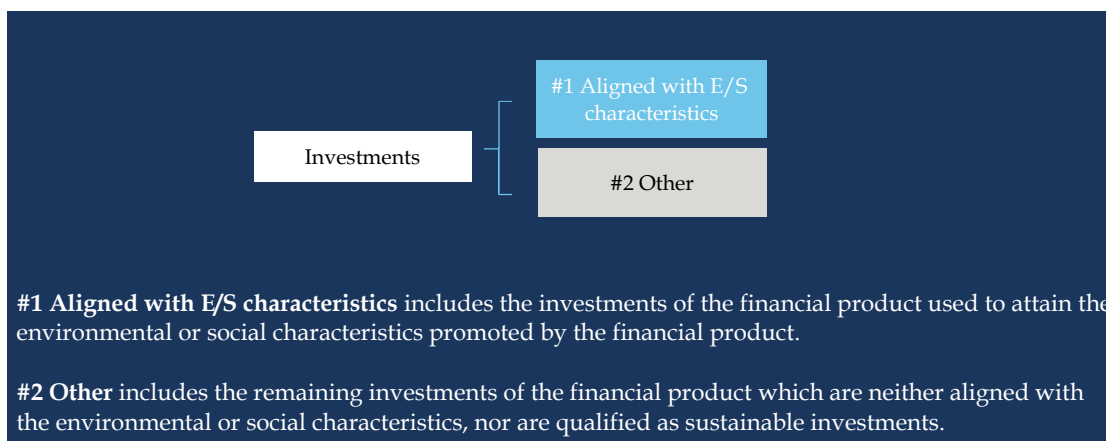 #1 Aligned with E/S
characteristics
Investments
#2 Other
#1 Aligned with E/S characteristics includes the investments of the financial product used to attain the
environmental or social characteristics promoted by the financial product.
#2 Other includes the remaining investments of the financial product which are neither aligned with
the environmental or social characteristics, nor are qualified as sustainable investments.